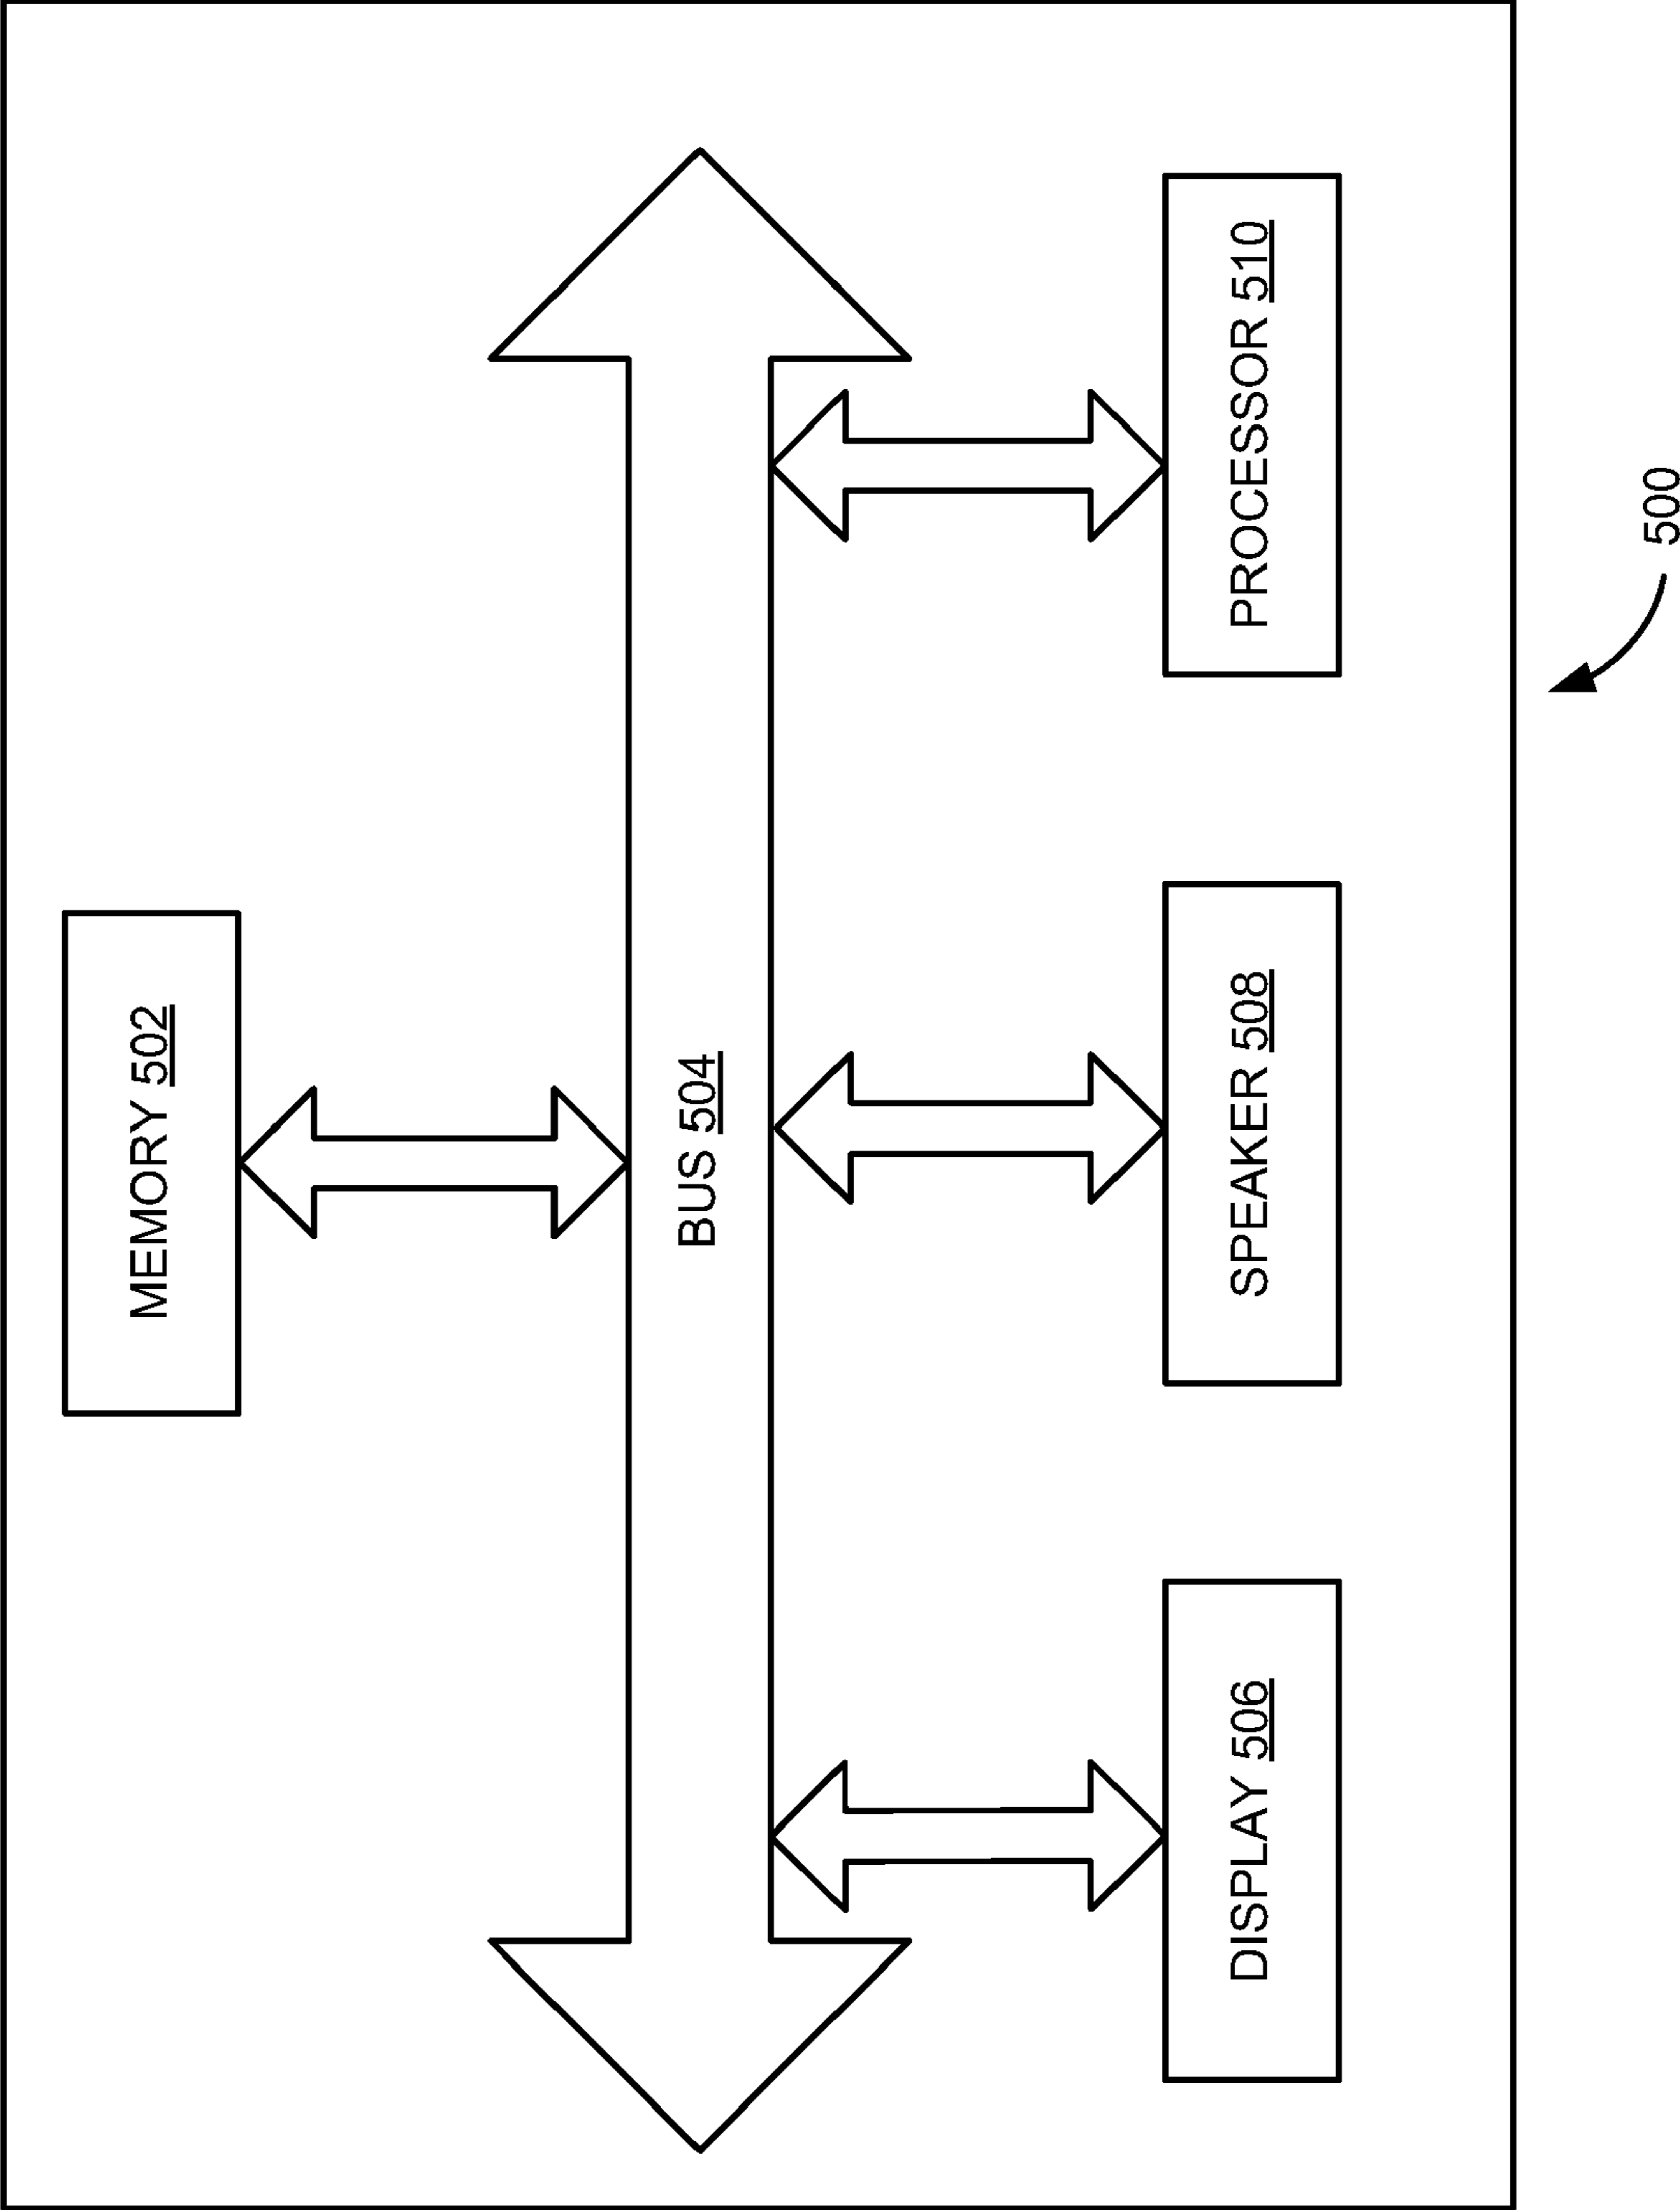 MEMORY 502
BUS 504
DISPLAY 506
SPEAKER 508
PROCESSOR 510
500